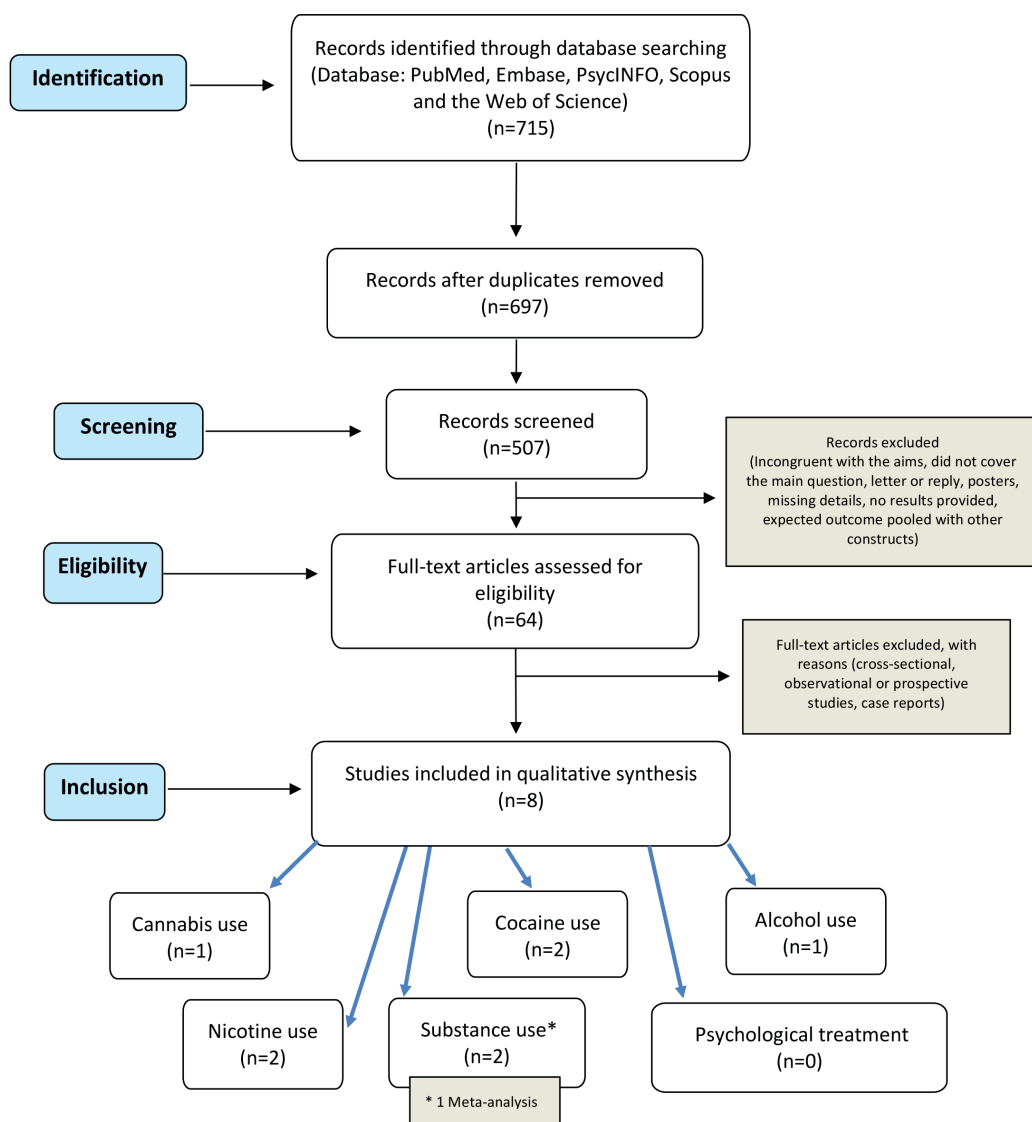 Identification
Records identified through database searching
(Database: PubMed, Embase, PsycINFO, Scopus
and the Web of Science)
(n=715)
Records after duplicates removed
(n=697)
Screening
Records screened
(n=507)
Records excluded
(Incongruent with the aims, did not cover
the main question, letter or reply, posters,
missing details, no results provided,
expected outcome pooled with other
constructs)
Eligibility
Full-text articles assessed for
eligibility
(n=64)
Full-text articles excluded, with
reasons (cross-sectional,
observational or prospective
studies, case reports)
Inclusion
Studies included in qualitative synthesis
(n=8)
Cannabis use
(n=1)
Cocaine use
(n=2)
Alcohol use
(n=1)
Nicotine use
(n=2)
Substance use*
(n=2)
* 1 Meta-analysis
Psychological treatment
(n=0)